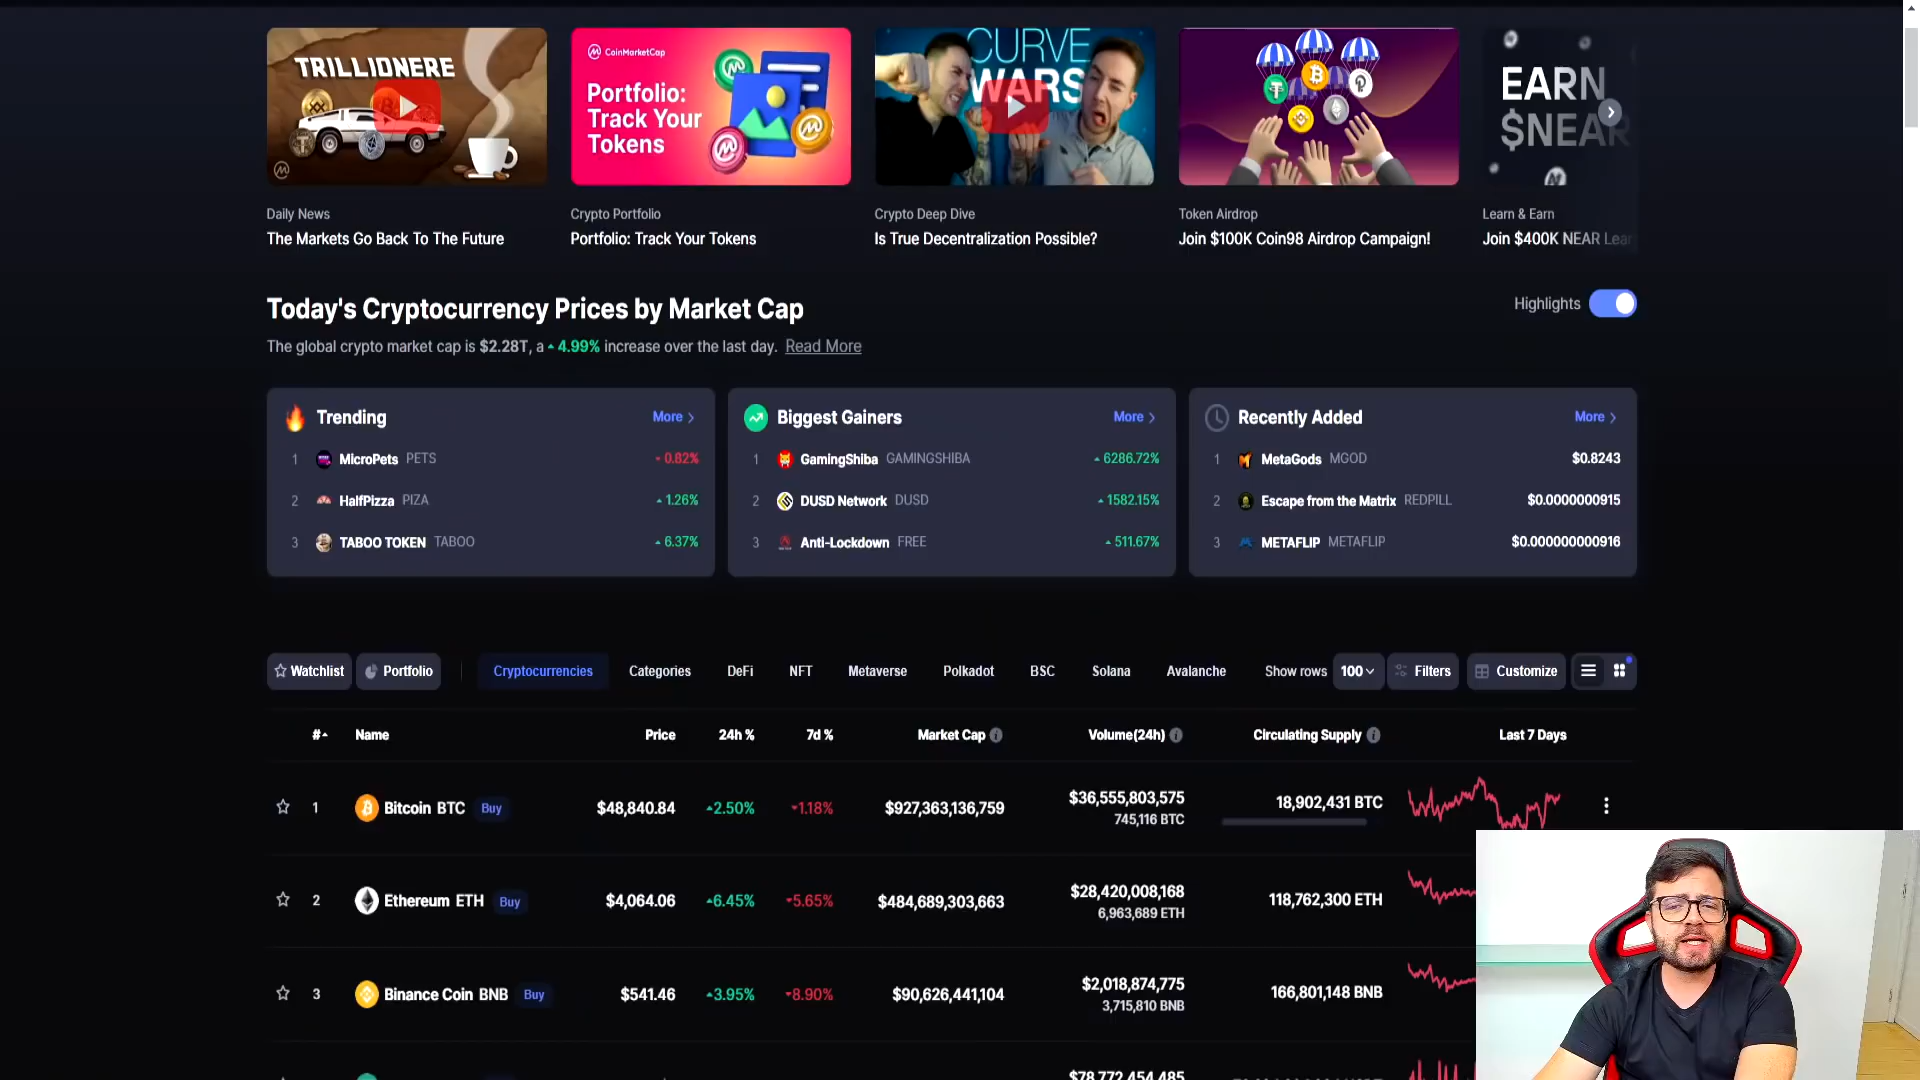 TRILLIONERE
CoinMarketCap
Portfolio:
Track Your
Tokens
CURVE
WARS
EARN
$NEAR
Daily News
The Markets Go Back To The Future
Crypto Portfolio
Portfolio: Track Your Tokens
Crypto Deep Dive
Is True Decentralization Possible?
Token Airdrop
Join $100K Coin98 Airdrop Campaign!
Learn & Earn
Join $400K NEAR Lear
Today's Cryptocurrency Prices by Market Cap
Highlights
The global crypto market cap is $2.28T, a 4.99% increase over the last day. Read More
Trending More
1 MicroPets PETS 0.82%
2 HalfPizza PIZA 1.26%
3 TABOO TOKEN TABOO 6.37%
Biggest Gainers More
1 GamingShiba GAMINGSHIBA 6286.72%
2 DUSD Network DUSD 1582.15%
3 Anti-Lockdown FREE 511.67%
Recently Added More
1 MetaGods MGOD $0.8243
2 Escape from the Matrix REDPILL $0.0000000915
3 METAFLIP METAFLIP $0.000000000916
Watchlist Portfolio Cryptocurrencies Categories DeFi NFT Metaverse Polkadot BSC Solana Avalanche Show rows 100 Filters Customize
# Name Price 24h % 7d % Market Cap Volume(24h) Circulating Supply Last 7 Days
1 Bitcoin BTC Buy $48,840.84 2.50% 1.18% $927,363,136,759 $36,555,803,575 18,902,431 BTC
745,116 BTC
2 Ethereum ETH Buy $4,064.06 6.45% 5.65% $484,689,303,663 $28,420,008,168 118,762,300 ETH
6,963,689 ETH
3 Binance Coin BNB Buy $541.46 3.95% 8.90% $90,626,441,104 $2,018,874,775 166,801,148 BNB
3,715,810 BNB
$78,772,454,485